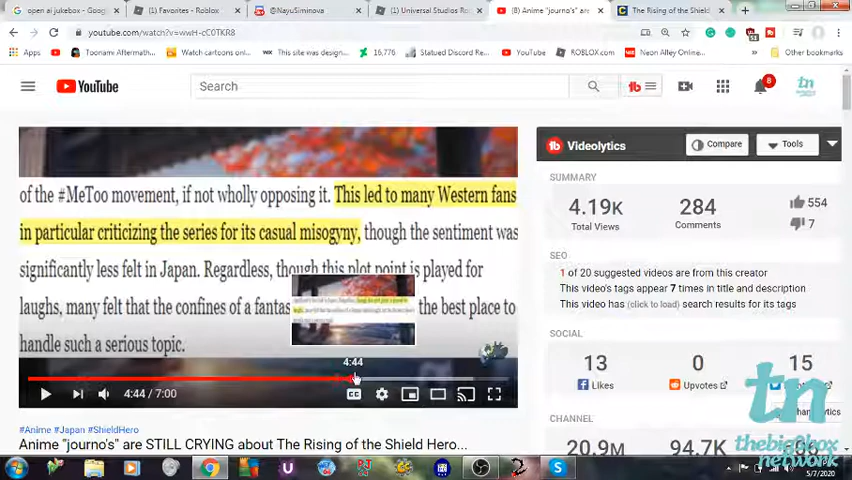 open ai jukebox - Goog
(1) Favorites - Roblox
@NayuSiminova
(1) Universal Studios Ro
(8) Anime "journo's" are
The Rising of the Shield
youtube.com/watch?v=wwH-cC0TKR8
Apps
Toonami Aftermath...
Watch cartoons onl...
This site was design...
16,776
Statued Discord Re...
YouTube
ROBLOX.com
Neon Alley Online...
Other bookmarks
YouTube
Search
8
tn
of the #MeToo movement, if not wholly opposing it. This led to many Western fans
in particular criticizing the series for its casual misogyny, though the sentiment was
significantly less felt in Japan. Regardless, though this plot point is played for
laughs, many felt that the confines of a fantas the best place to
handle such a serious topic.
4:44
4:44 / 7:00
#Anime #Japan #ShieldHero
Anime "journo's" are STILL CRYING about The Rising of the Shield Hero...
tb Videolytics
Compare
Tools
SUMMARY
4.19K
Total Views
284
Comments
554
7
SEO
1 of 20 suggested videos are from this creator
This video's tags appear 7 times in title and description
This video has (click to load) search results for its tags
SOCIAL
13
Likes
0
Upvotes
15
CHANNEL
20.9M
94.7K
tn
thebigbox
network
5/7/2020